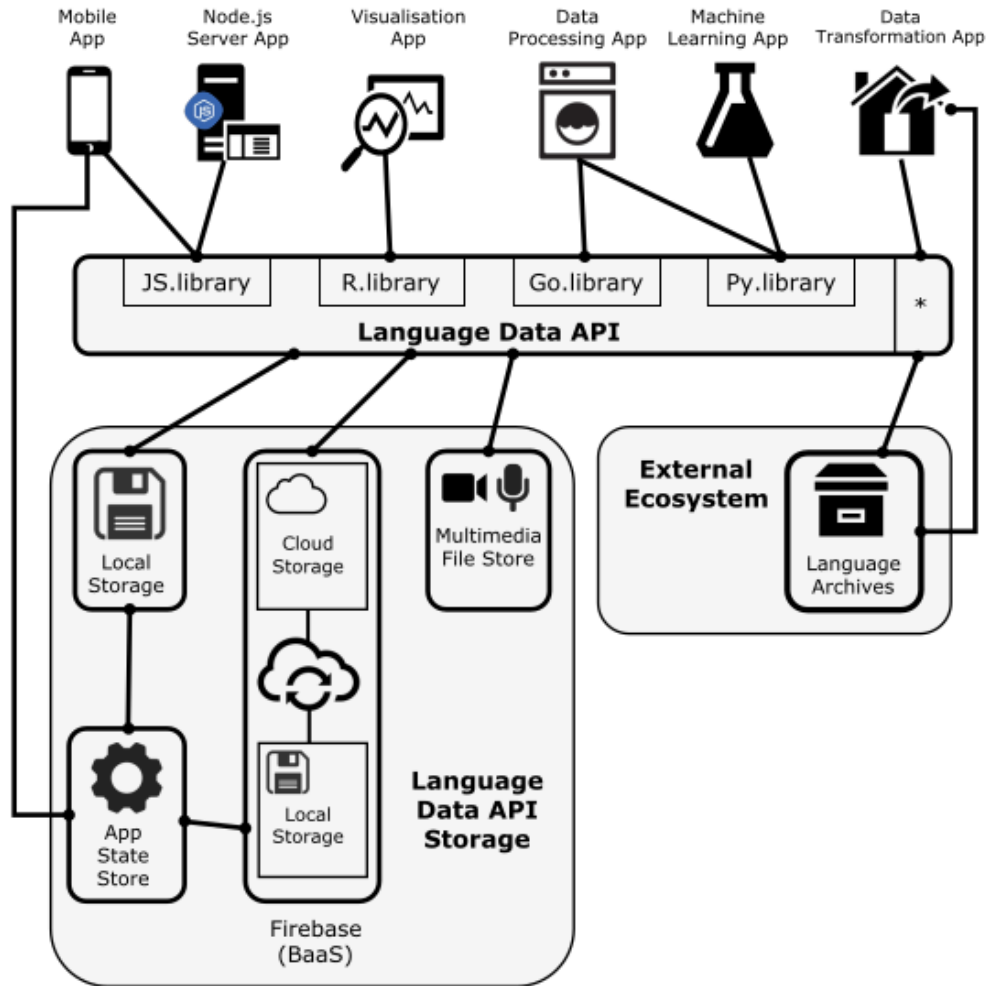 Mobile
App
Node.js
Server App
Visualisation
App
Data
Processing App
Machine
Learning App
Data
Transformation App
JS
JS.library
R.library
Go.library
Py.library
*
Language Data API
Local
Storage
Cloud
Storage
Multimedia
File Store
External
Ecosystem
Language
Archives
App
State
Store
Local
Storage
Language
Data API
Storage
Firebase
(BaaS)